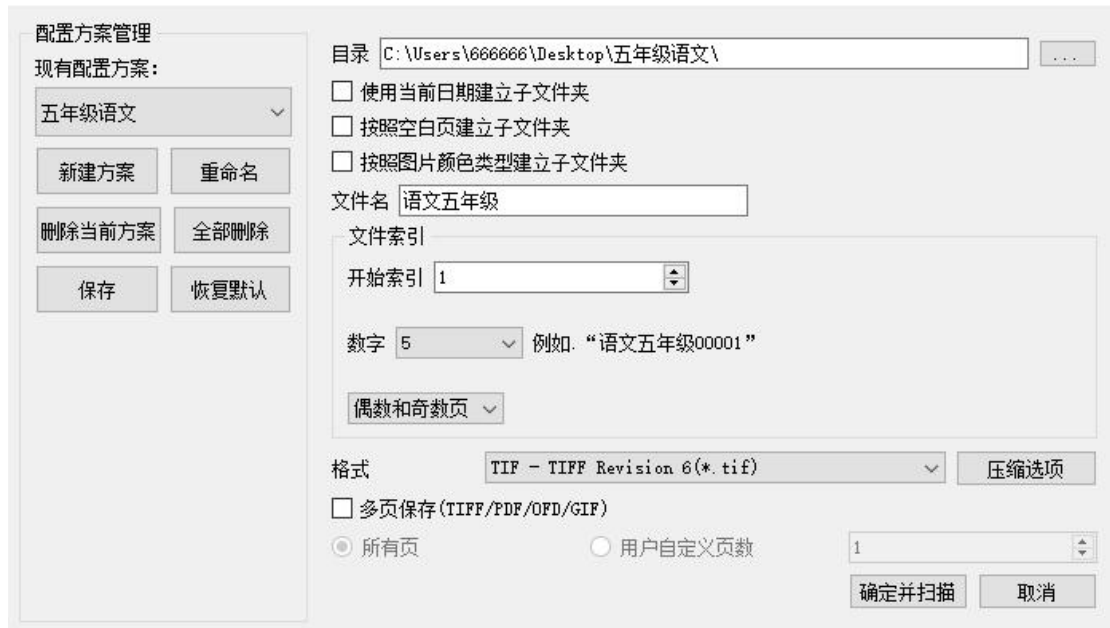 配置方案管理
现有配置方案：
五年级语文
新建方案 重命名
删除当前方案 全部删除
保存 恢复默认
目录 C:\Users\666666\Desktop\五年级语文\ ...
使用当前日期建立子文件夹
按照空白页建立子文件夹
按照图片颜色类型建立子文件夹
文件名 语文五年级
文件索引
开始索引 1
数字 5 例如. “语文五年级00001”
偶数和奇数页
格式 TIF - TIFF Revision 6(*.tif) 压缩选项
多页保存(TIFF/PDF/OFD/GIF)
所有页 用户自定义页数 1
确定并扫描 取消